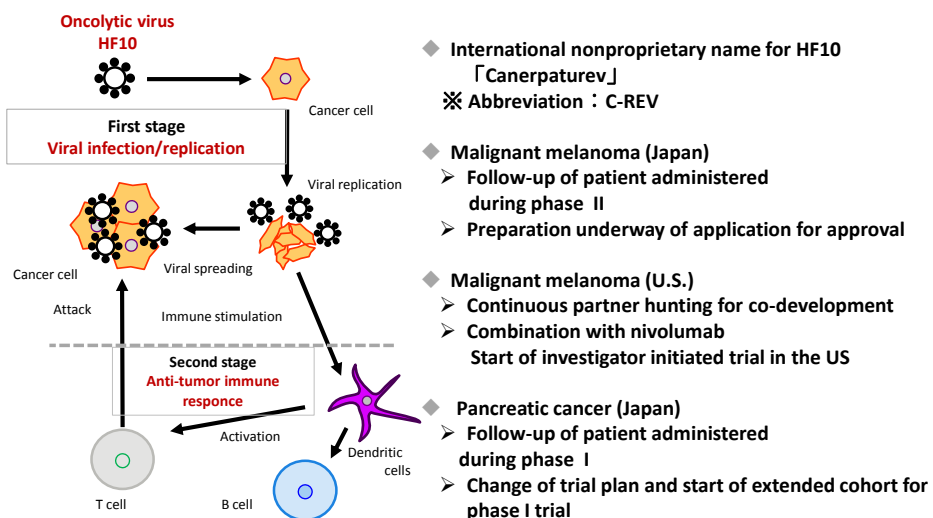 Oncolytic virus
HF10
Cancer cell
First stage
Viral infection/replication
Viral replication
Cancer cell
Viral spreading
Attack
Immune stimulation
Second stage
Anti-tumor immune
responce
Activation
Dendritic
cells
T cell
B cell
◆ International nonproprietary name for HF10
「Canerpaturev」
※ Abbreviation：C-REV
◆ Malignant melanoma (Japan)
➢ Follow-up of patient administered
during phase Ⅱ
➢ Preparation underway of application for approval
◆ Malignant melanoma (U.S.)
➢ Continuous partner hunting for co-development
➢ Combination with nivolumab
Start of investigator initiated trial in the US
◆ Pancreatic cancer (Japan)
➢ Follow-up of patient administered
during phase Ⅰ
➢ Change of trial plan and start of extended cohort for
phase I trial